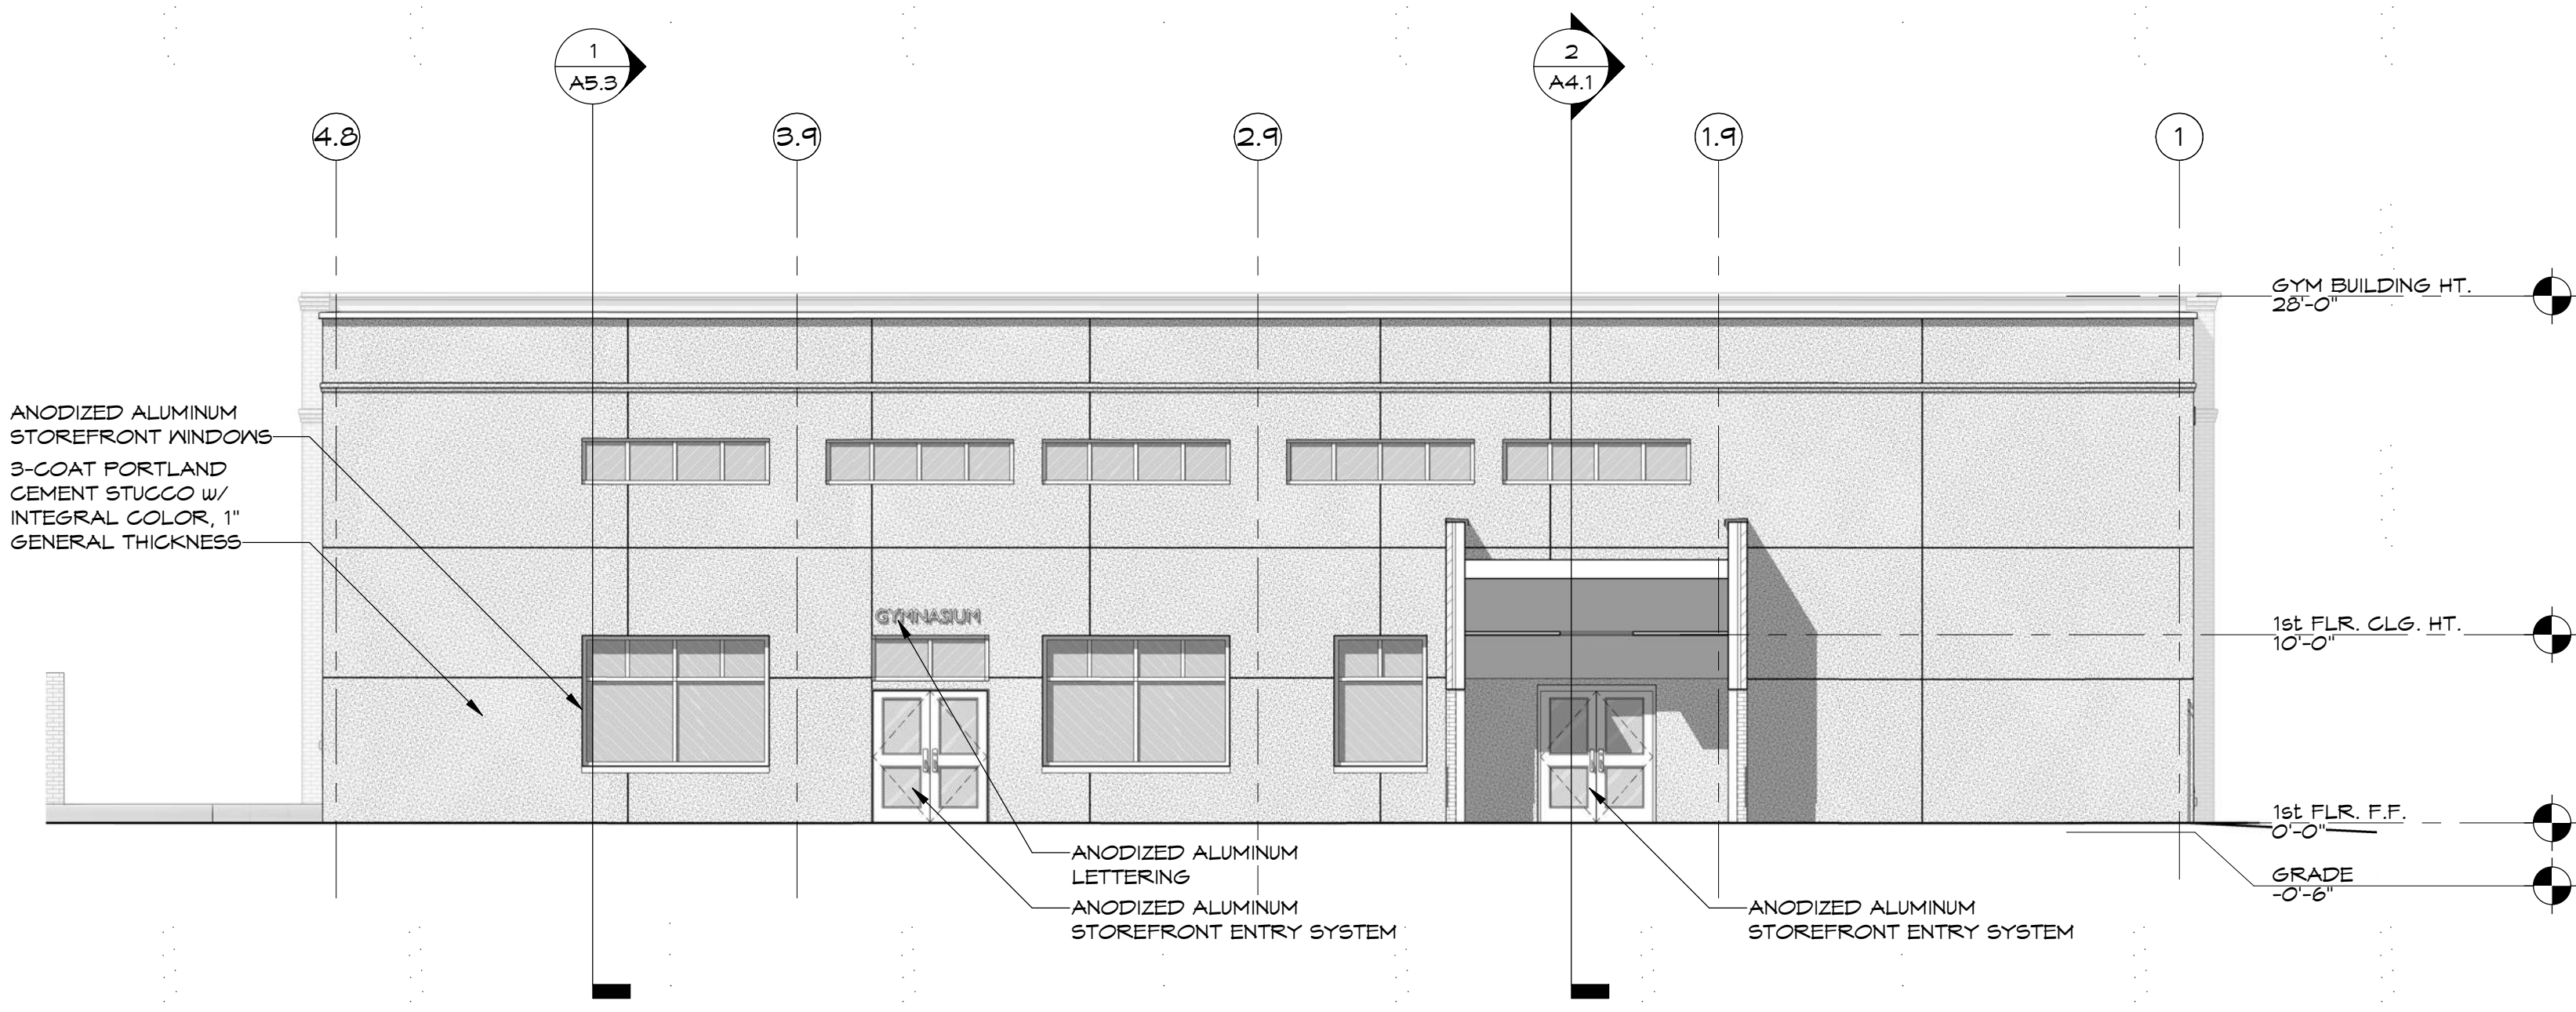 1
A5.3
2
A4.1
4.8
3.9
2.9
1.9
1
GYM BUILDING HT.
28'-0"
ANODIZED ALUMINUM
STOREFRONT WINDOWS
3-COAT PORTLAND
CEMENT STUCCO w/
INTEGRAL COLOR, 1"
GENERAL THICKNESS
GYMNASIUM
1st FLR. CLG. HT.
10'-0"
1st FLR. F.F.
0'-0"
GRADE
-0'-6"
ANODIZED ALUMINUM
LETTERING
ANODIZED ALUMINUM
STOREFRONT ENTRY SYSTEM
ANODIZED ALUMINUM
STOREFRONT ENTRY SYSTEM